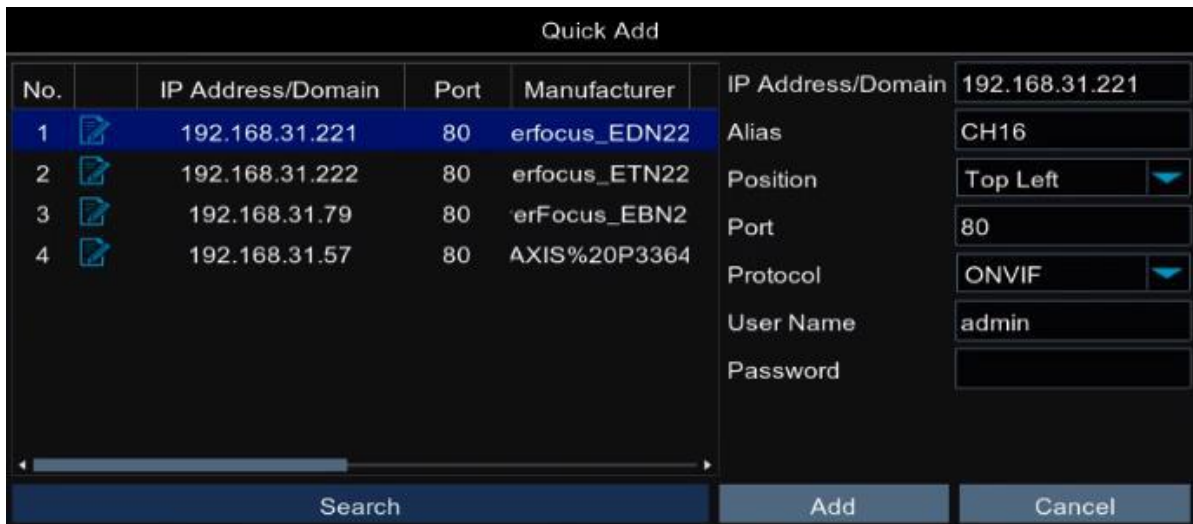 Quick Add
No. IP Address/Domain Port Manufacturer
1 192.168.31.221 80 erfocus_EDN22
2 192.168.31.222 80 erfocus_ETN22
3 192.168.31.79 80 erFocus_EBN2
4 192.168.31.57 80 AXIS%20P3364
Search
IP Address/Domain 192.168.31.221
Alias CH16
Position Top Left
Port 80
Protocol ONVIF
User Name admin
Password
Add Cancel